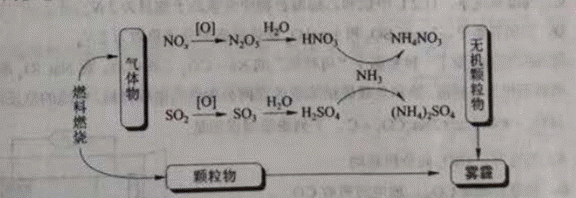 燃料燃烧
气体物
NOₓ [O] N₂O₅ H₂O HNO₃ NH₄NO₃
NH₃
SO₂ [O] SO₃ H₂O H₂SO₄ (NH₄)₂SO₄
无机颗粒物
颗粒物
雾霾